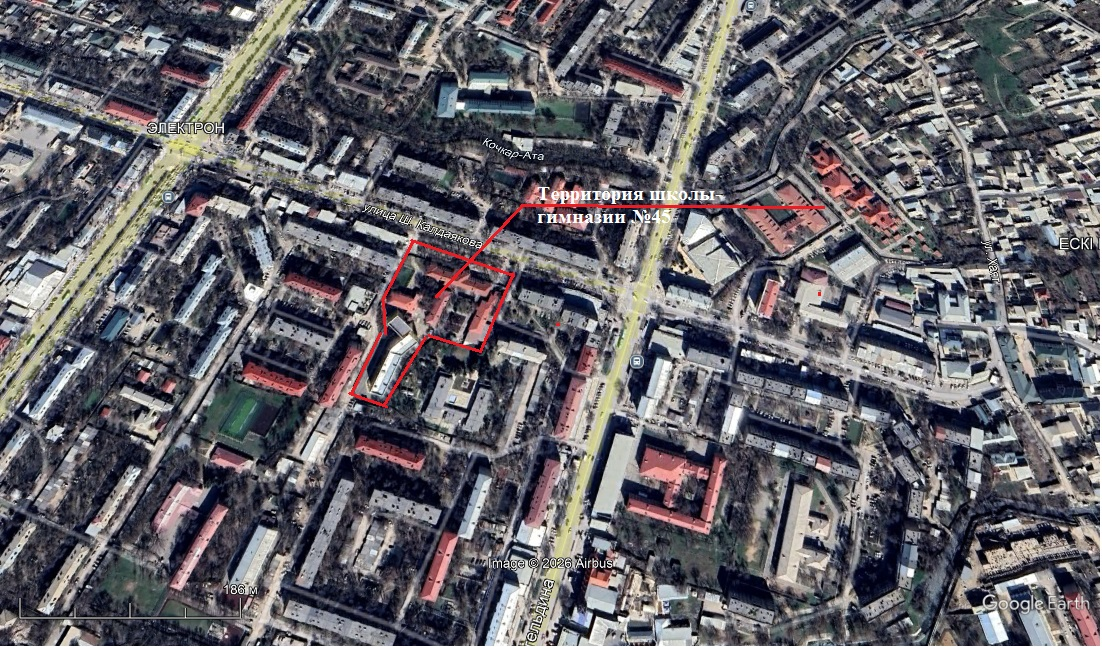 ЭЛЕКТРОН
Кочкар-Ата
Территория школы-
гимназии №45
улица Ш. Калдаякова
ЕСКІ
Image © 2026 Airbus
186 м
Google Earth